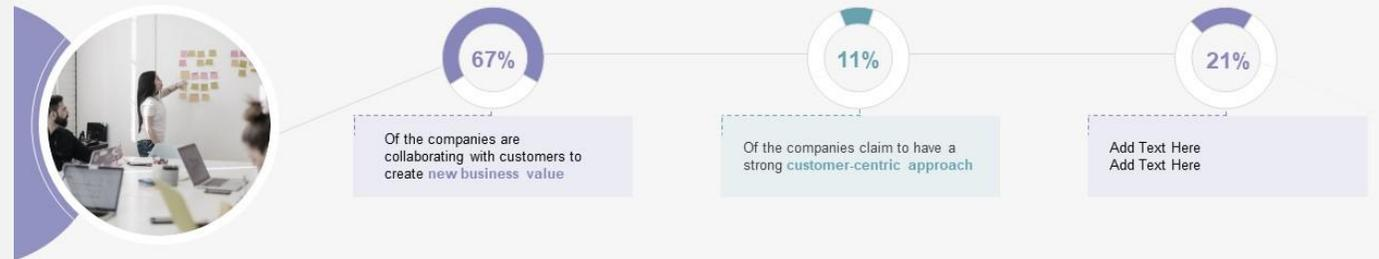 67%
Of the companies are
collaborating with customers to
create new business value
11%
Of the companies claim to have a
strong customer-centric approach
21%
Add Text Here
Add Text Here